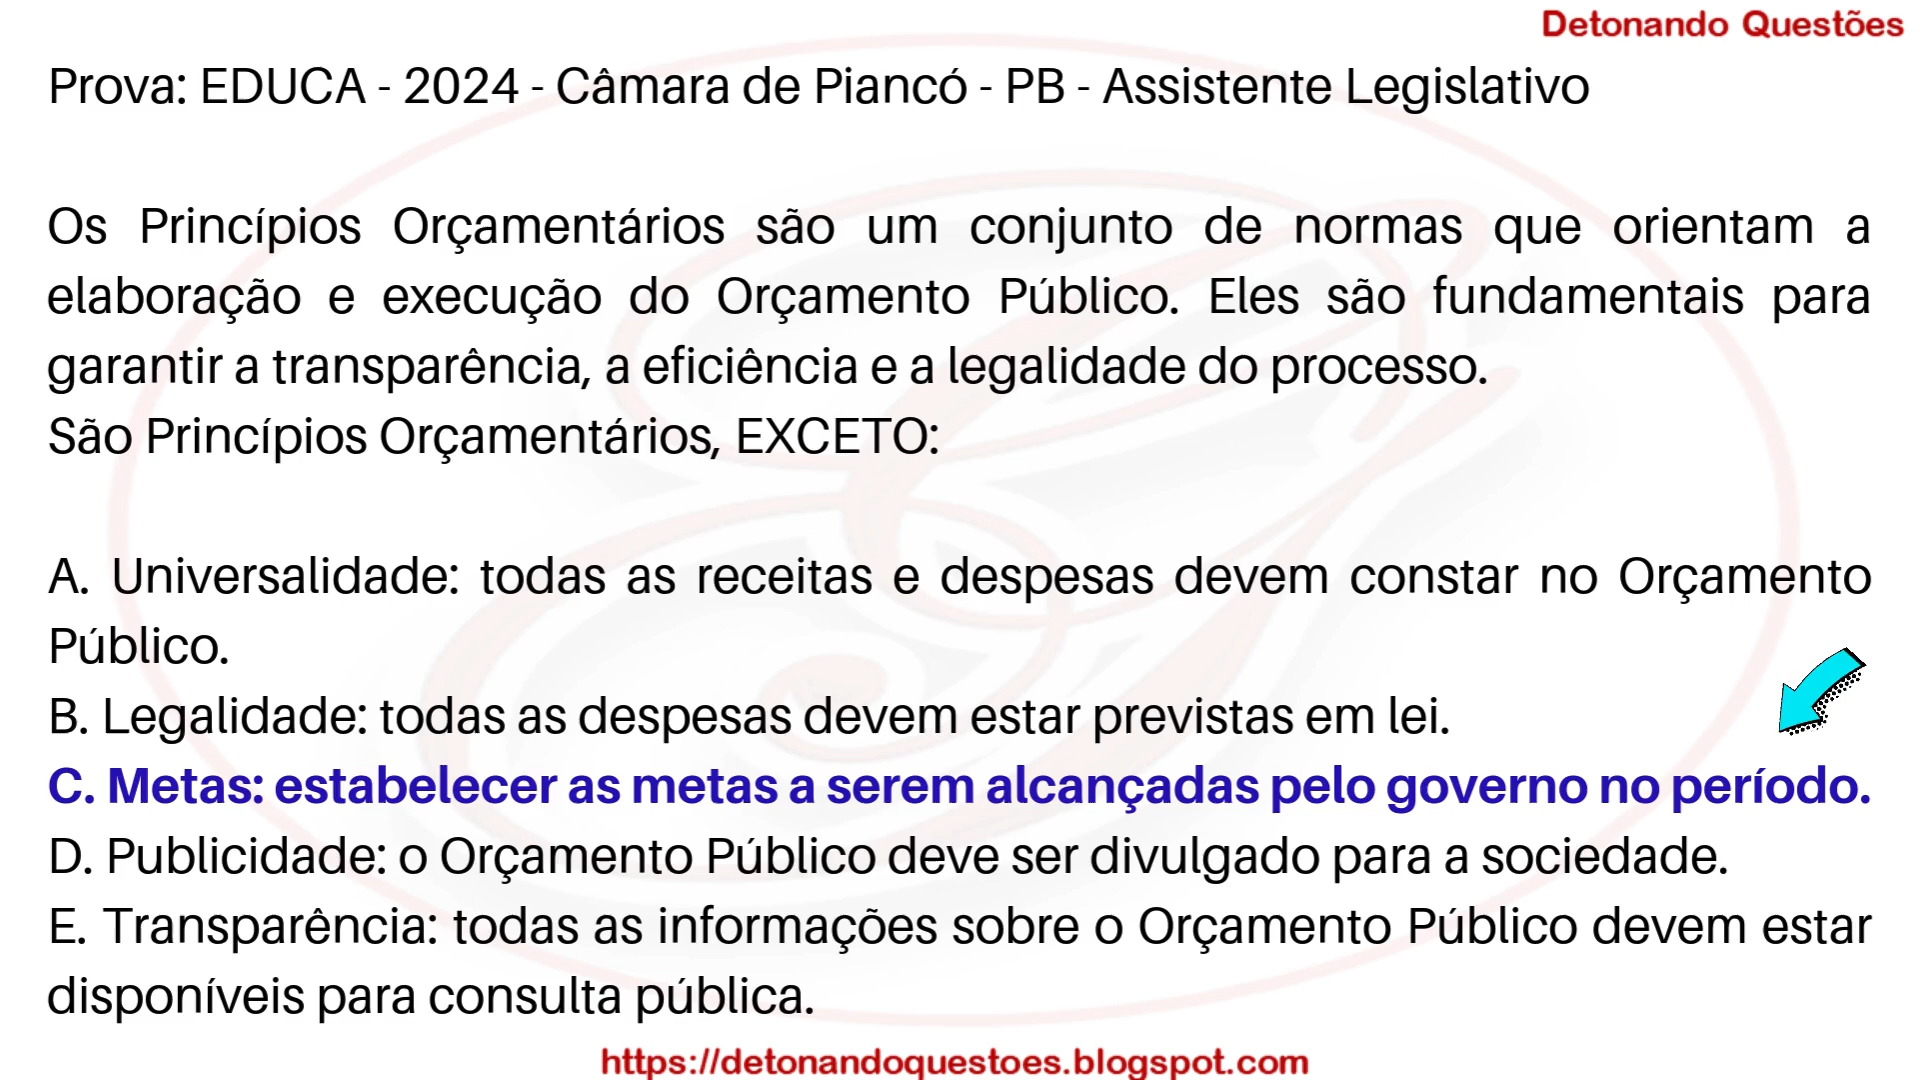 Detonando Questões
Prova: EDUCA - 2024 - Câmara de Piancó - PB - Assistente Legislativo
Os Princípios Orçamentários são um conjunto de normas que orientam a
elaboração e execução do Orçamento Público. Eles são fundamentais para
garantir a transparência, a eficiência e a legalidade do processo.
São Princípios Orçamentários, EXCETO:
A. Universalidade: todas as receitas e despesas devem constar no Orçamento
Público.
B. Legalidade: todas as despesas devem estar previstas em lei.
C. Metas: estabelecer as metas a serem alcançadas pelo governo no período.
D. Publicidade: o Orçamento Público deve ser divulgado para a sociedade.
E. Transparência: todas as informações sobre o Orçamento Público devem estar
disponíveis para consulta pública.
https://detonandoquestoes.blogspot.com